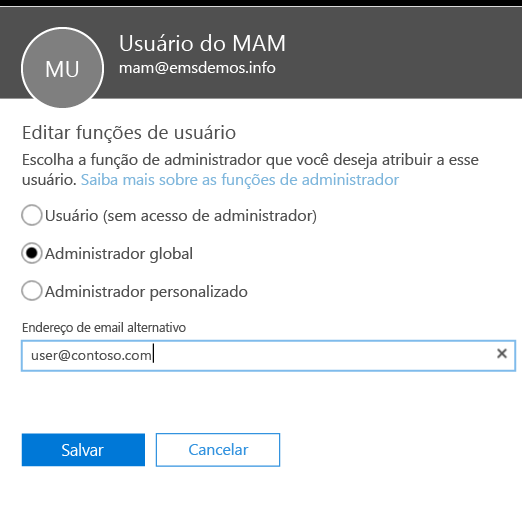 MU
Usuário do MAM
mam@emsdemos.info
Editar funções de usuário
Escolha a função de administrador que você deseja atribuir a esse
usuário. Saiba mais sobre as funções de administrador
Usuário (sem acesso de administrador)
Administrador global
Administrador personalizado
Endereço de email alternativo
user@contoso.com
Salvar
Cancelar